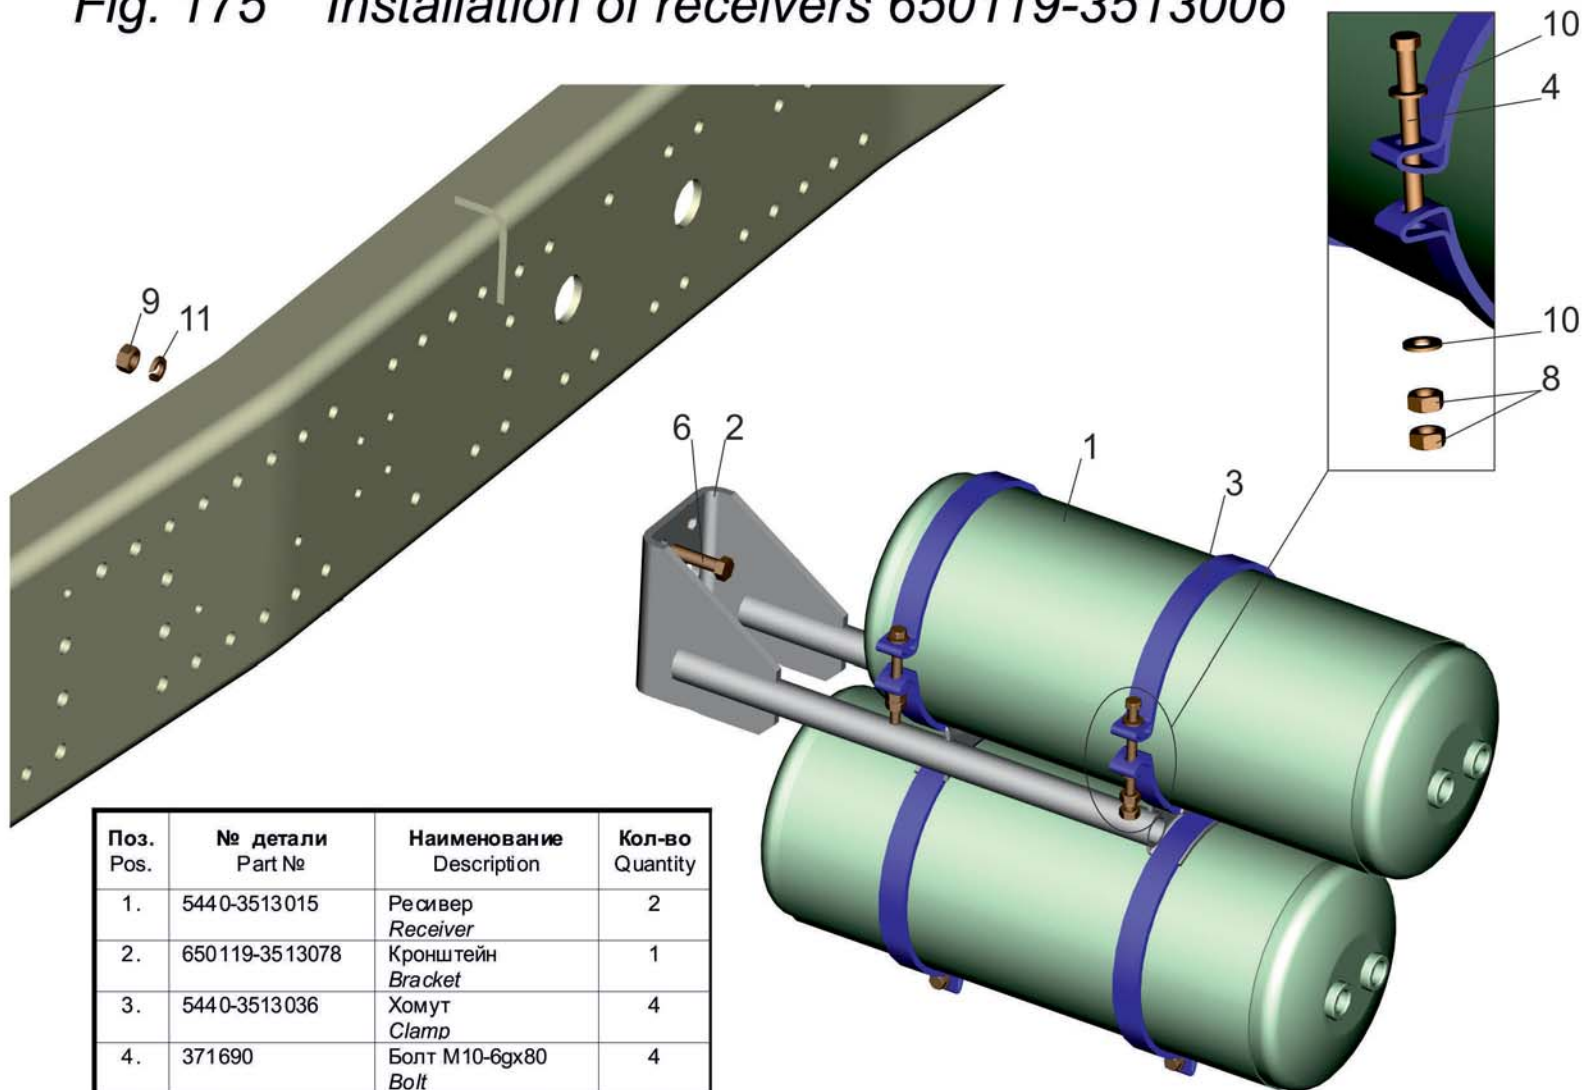 Fig. 175 Installation of receivers 650119-3513006
10
4
10
8
9
11
6
2
1
3
Поз. № детали Наименование Кол-во
Pos. Part № Description Quantity
1. 5440-3513015 Ресивер 2
Receiver
2. 650119-3513078 Кронштейн 1
Bracket
3. 5440-3513036 Хомут 4
Clamp
4. 371690 Болт М10-6gх80 4
Bolt